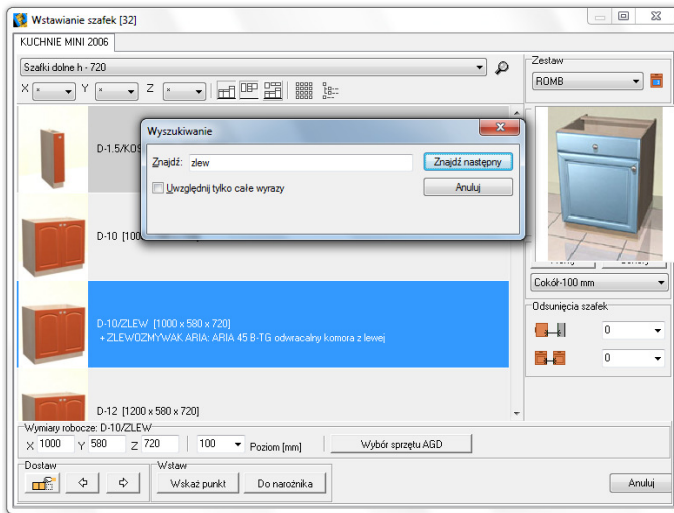 Wstawianie szafek [32]
KUCHNIE MINI 2006
Szafki dolne h - 720
X * Y * Z *
Zestaw
ROMB
D-1.5/KOS
Wyszukiwanie
Znajdź: zlew
Znajdź następny
Uwzględnij tylko całe wyrazy
Anuluj
D-10 [100
Cokół-100 mm
Odsunięcia szafek
0
0
D-10/ZLEW [1000 x 580 x 720]
+ ZLEWOZMYWAK ARIA: ARIA 45 B-TG odwracalny komora z lewej
D-12 [1200 x 580 x 720]
Wymiary robocze: D-10/ZLEW
X 1000 Y 580 Z 720 100 Poziom [mm]
Wybór sprzętu AGD
Dostaw
Wstaw
Wskaż punkt
Do narożnika
Anuluj